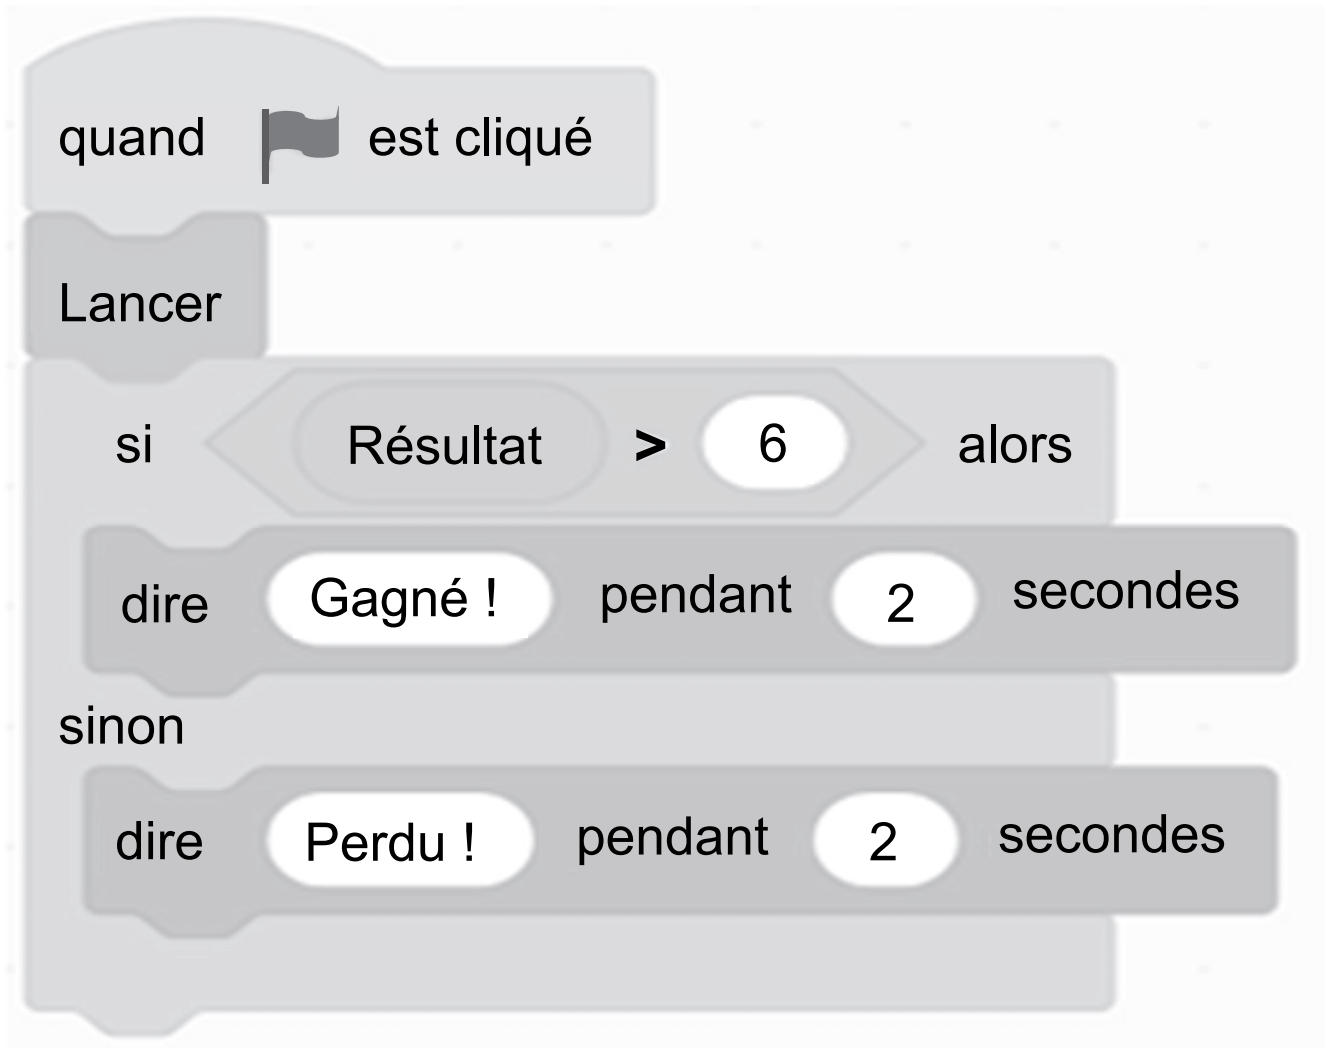 quand est cliqué
Lancer
si Résultat > 6 alors
dire Gagné ! pendant 2 secondes
sinon
dire Perdu ! pendant 2 secondes